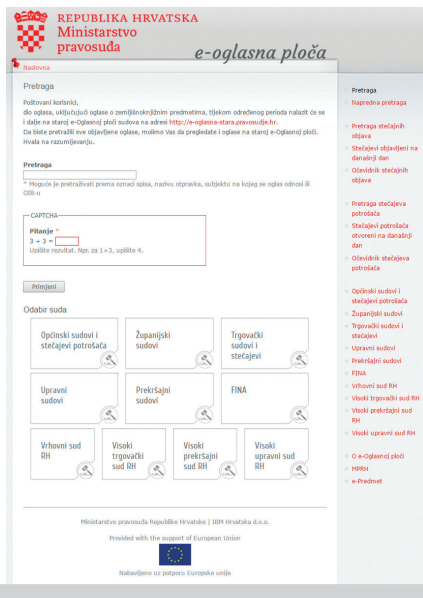 REPUBLIKA HRVATSKA
Ministarstvo
pravosuđa
e-oglasna ploča
Naslovna
Pretraga
Poštovani korisnici,
dio oglasa, uključujući oglase o zemljišnoknjižnim predmetima, tijekom određenog perioda nalazit će se
i dalje na staroj e-Oglasnoj ploči sudova na adresi http://e-oglasna-stara.pravosudje.hr.
Da biste pretražili sve objavljene oglase, molimo Vas da pregledate i oglase na staroj e-Oglasnoj ploči.
Hvala na razumijevanju.
Pretraga
* Moguće je pretraživati prema oznaci spisa, nazivu otpravka, subjektu na kojeg se oglas odnosi ili
OIB-u
CAPTCHA
Pitanje *
3 + 3 =
Upišite rezultat. Npr. za 1+3, upišite 4.
Primjeni
Odabir suda
Općinski sudovi i
stečajevi potrošača
Županijski
sudovi
Trgovački
sudovi i
stečajevi
Upravni
sudovi
Prekršajni
sudovi
FINA
Vrhovni sud
RH
Visoki
trgovački
sud RH
Visoki
prekršajni
sud RH
Visoki
upravni sud
RH
Ministarstvo pravosuđa Republike Hrvatske | IBM Hrvatska d.o.o.
Provided with the support of European Union
Nabavljeno uz potporu Europske unije
Pretraga
Napredna pretraga
Pretraga stečajnih
objava
Stečajevi objavljeni na
današnji dan
Očevidnik stečajnih
objava
Pretraga stečajeva
potrošača
Stečajevi potrošača
otvoreni na današnji
dan
Očevidnik stečajeva
potrošača
Općinski sudovi i
stečajevi potrošača
Županijski sudovi
Trgovački sudovi i
stečajevi
Upravni sudovi
Prekršajni sudovi
FINA
Vrhovni sud RH
Visoki trgovački sud RH
Visoki prekršajni sud
RH
Visoki upravni sud RH
O e-Oglasnoj ploči
MPRH
e-Predmet